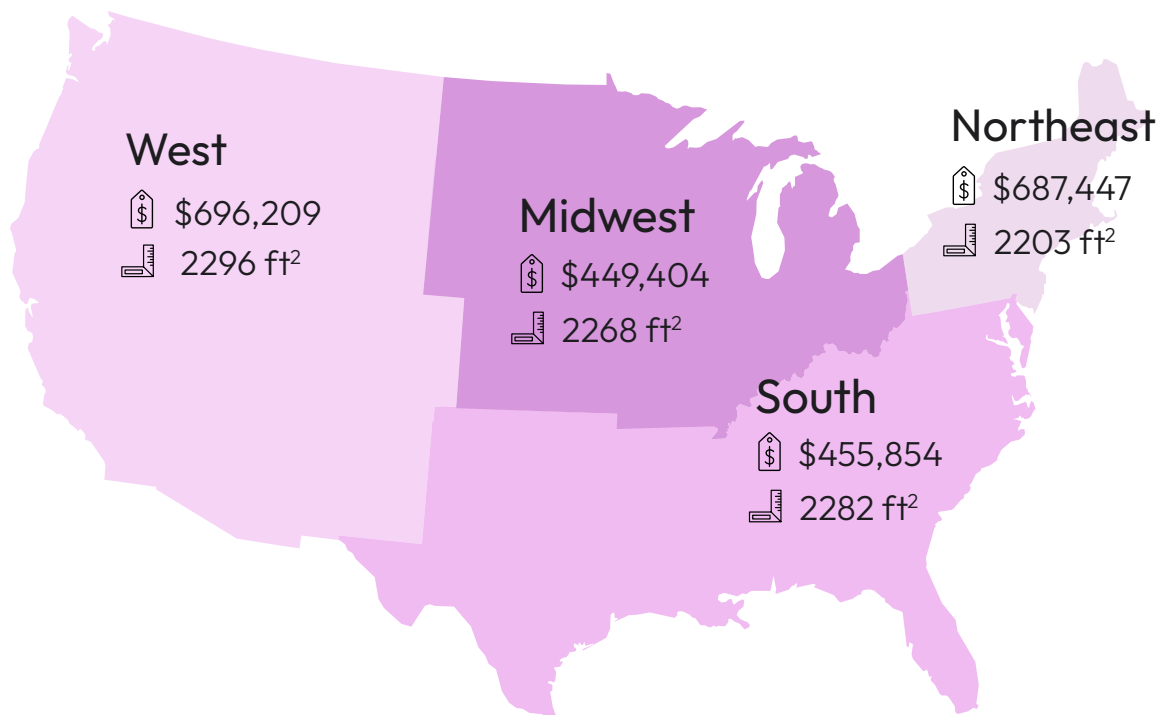 West
$696,209
2296 ft²
Midwest
$449,404
2268 ft²
Northeast
$687,447
2203 ft²
South
$455,854
2282 ft²